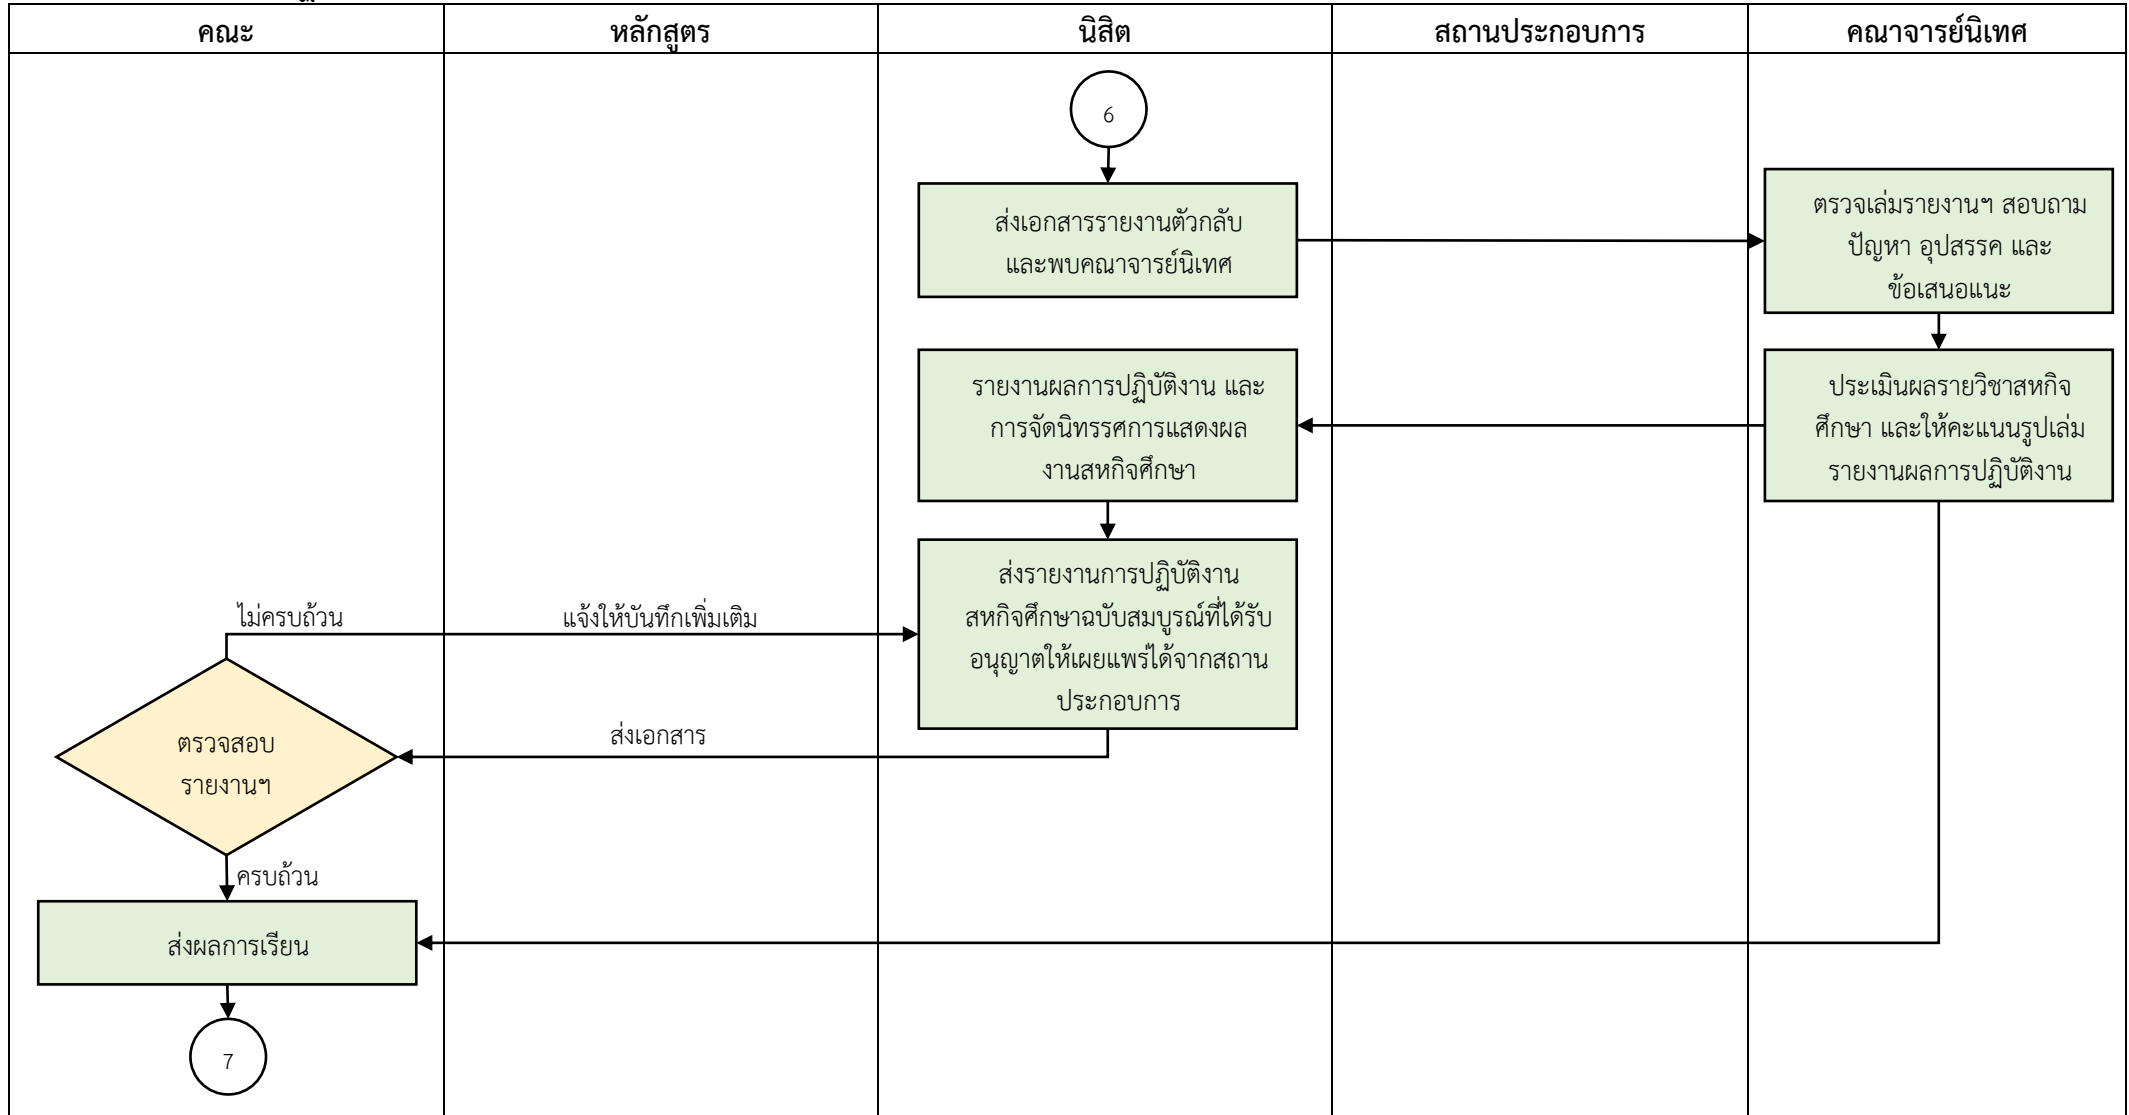 คณะ
หลักสูตร
นิสิต
สถานประกอบการ
คณาจารย์นิเทศ
6
ส่งเอกสารรายงานตัวกลับ
และพบคณาจารย์นิเทศ
ตรวจเล่มรายงานฯ สอบถาม
ปัญหา อุปสรรค และ
ข้อเสนอแนะ
รายงานผลการปฏิบัติงาน และ
การจัดนิทรรศการแสดงผล
งานสหกิจศึกษา
ประเมินผลรายวิชาสหกิจ
ศึกษา และให้คะแนนรูปเล่ม
รายงานผลการปฏิบัติงาน
ส่งรายงานการปฏิบัติงาน
สหกิจศึกษาฉบับสมบูรณ์ที่ได้รับ
อนุญาตให้เผยแพร่ได้จากสถาน
ประกอบการ
ไม่ครบถ้วน
แจ้งให้บันทึกเพิ่มเติม
ส่งเอกสาร
ตรวจสอบ
รายงานฯ
ครบถ้วน
ส่งผลการเรียน
7